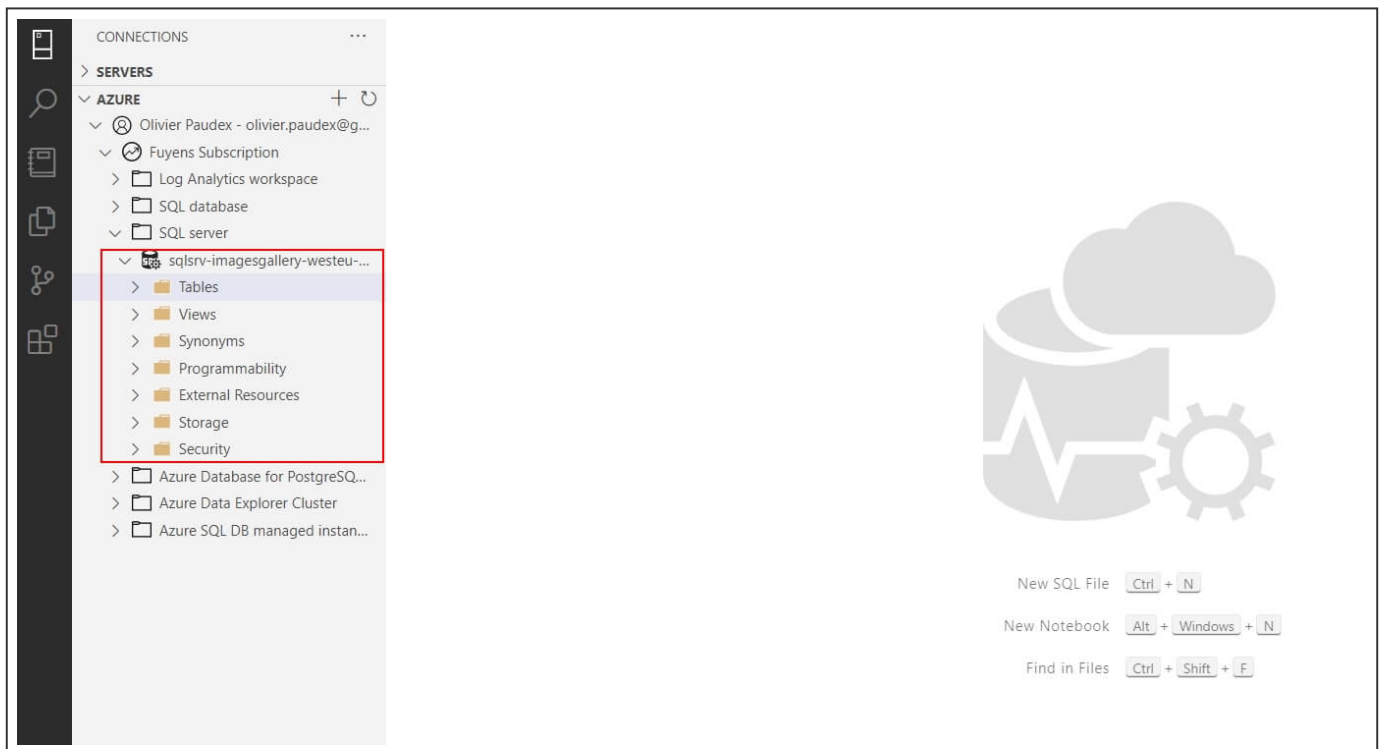 CONNECTIONS ...
SERVERS
AZURE
Olivier Paudex - olivier.paudex@g...
Fuyens Subscription
Log Analytics workspace
SQL database
SQL server
sqlsrv-imagesgallery-westeu-...
Tables
Views
Synonyms
Programmability
External Resources
Storage
Security
Azure Database for PostgreSQ...
Azure Data Explorer Cluster
Azure SQL DB managed instan...
New SQL File Ctrl + N
New Notebook Alt + Windows + N
Find in Files Ctrl + Shift + F